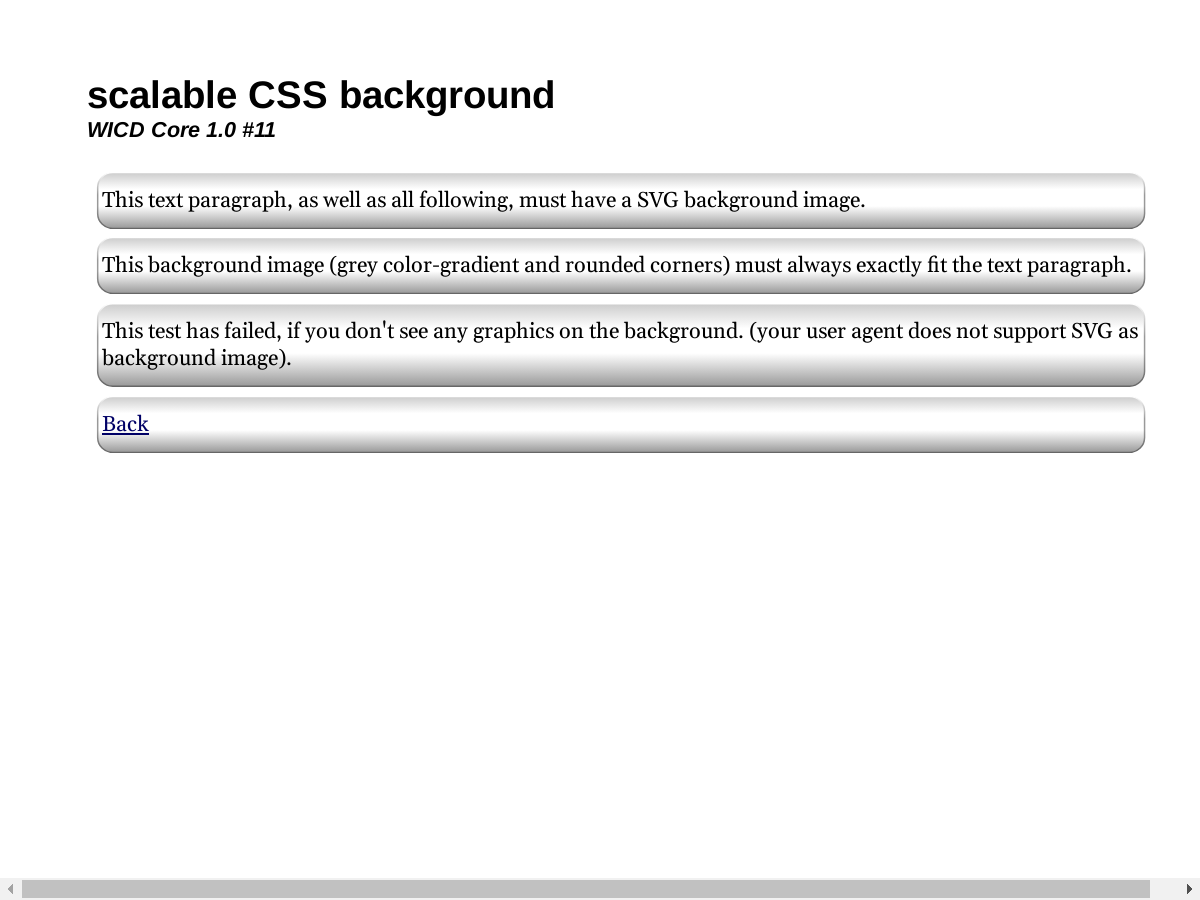 scalable CSS background
WICD Core 1.0 #11
This text paragraph, as well as all following, must have a SVG background image.
This background image (grey color-gradient and rounded corners) must always exactly fit the text paragraph.
This test has failed, if you don't see any graphics on the background. (your user agent does not support SVG as
background image).
Back